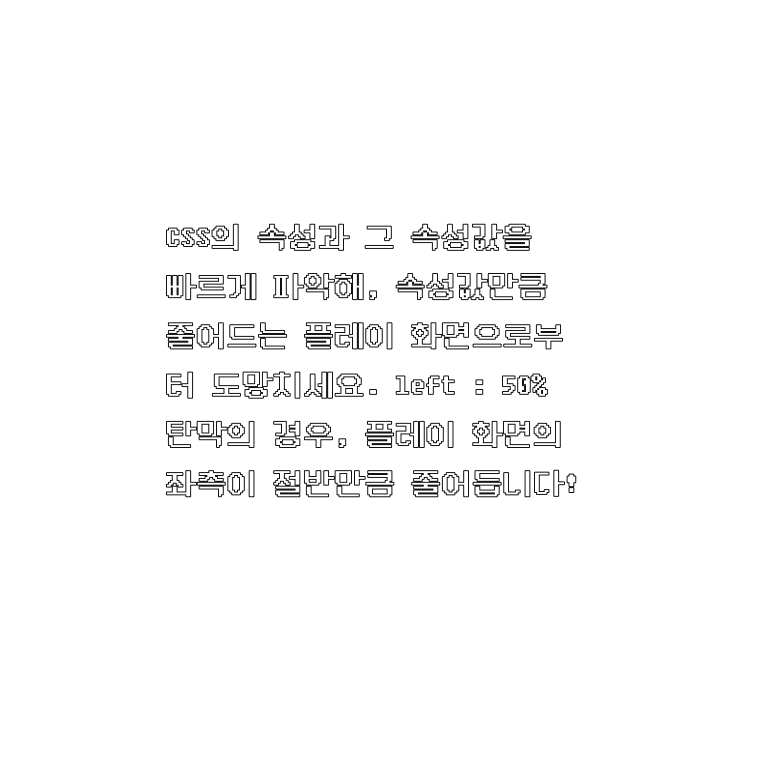 css의 속성과 그 속성값을
빠르게 파악해, 속성값만큼
줄어드는 플레이 화면으로부
터 도망치세요. left : 50%
탄막의 경우, 플레이 화면의
좌측이 절반만큼 줄어듭니다!